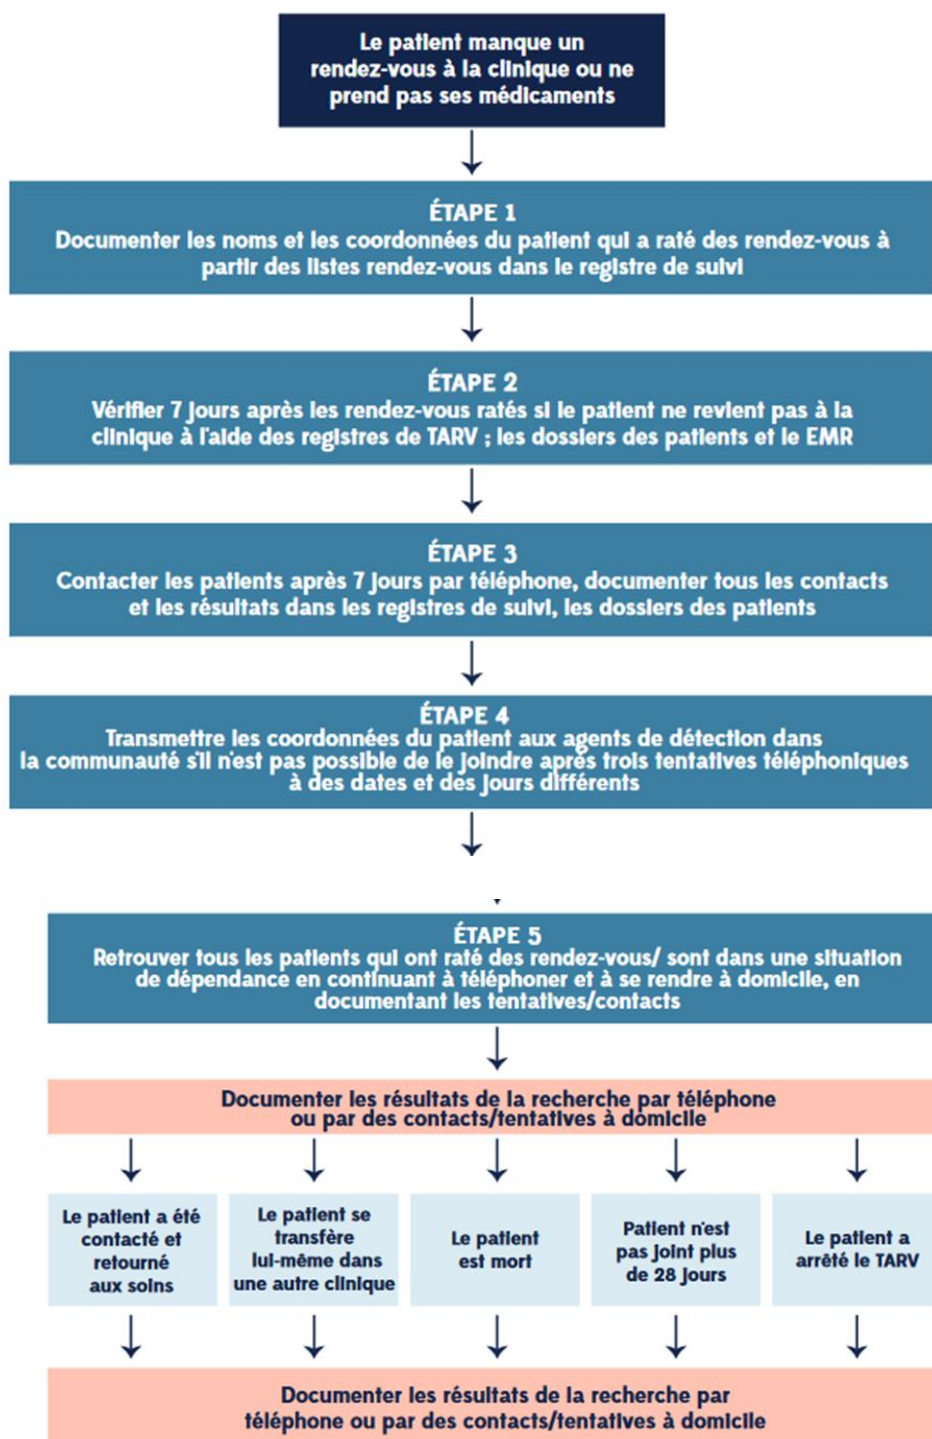 Le patient manque un
rendez-vous à la clinique ou ne
prend pas ses médicaments
ÉTAPE 1
Documenter les noms et les coordonnées du patient qui a raté des rendez-vous à
partir des listes rendez-vous dans le registre de suivi
ÉTAPE 2
Vérifier 7 jours après les rendez-vous ratés si le patient ne revient pas à la
clinique à l'aide des registres de TARV ; les dossiers des patients et le EMR
ÉTAPE 3
Contacter les patients après 7 jours par téléphone, documenter tous les contacts
et les résultats dans les registres de suivi, les dossiers des patients
ÉTAPE 4
Transmettre les coordonnées du patient aux agents de détection dans
la communauté s'il n'est pas possible de le joindre après trois tentatives téléphoniques
à des dates et des jours différents
ÉTAPE 5
Retrouver tous les patients qui ont raté des rendez-vous/ sont dans une situation
de dépendance en continuant à téléphoner et à se rendre à domicile, en
documentant les tentatives/contacts
Documenter les résultats de la recherche par téléphone
ou par des contacts/tentatives à domicile
Le patient a été
contacté et
retourné
aux soins
Le patient se
transfère
lui-même dans
une autre clinique
Le patient
est mort
Patient n'est
pas joint plus
de 28 jours
Le patient a
arrêté le TARV
Documenter les résultats de la recherche par
téléphone ou par des contacts/tentatives à domicile